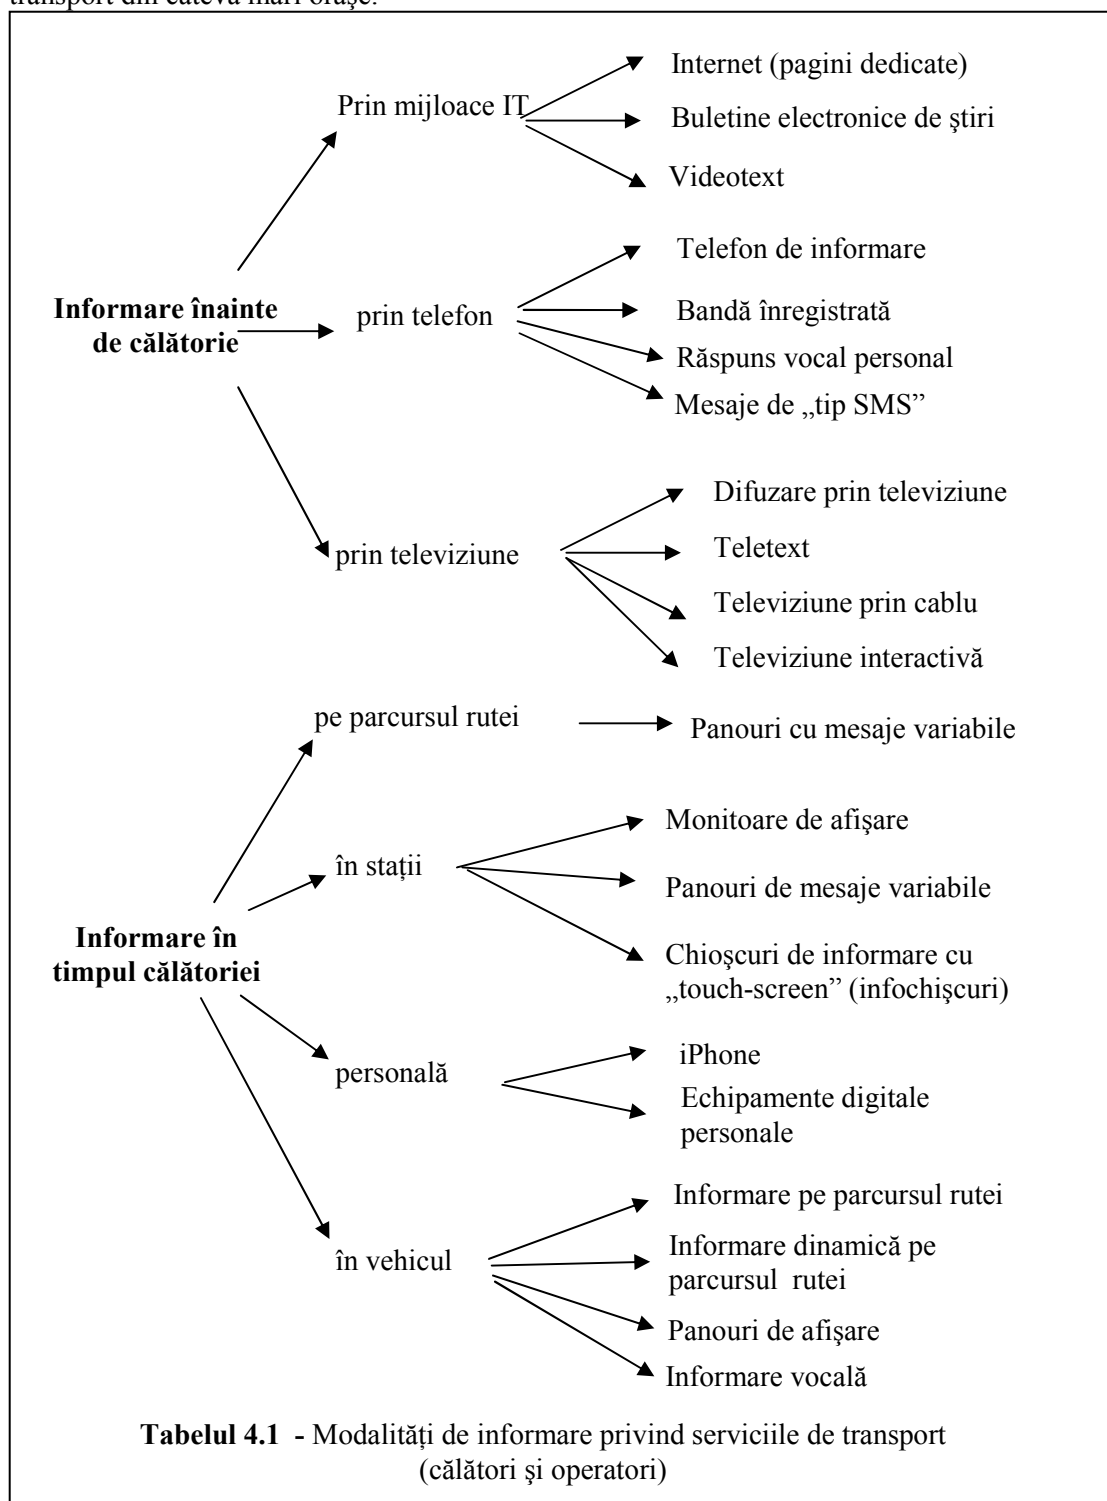 transport din câteva mari oraşe.
Internet (pagini dedicate)
Prin mijloace IT
Buletine electronice de ştiri
Videotext
Telefon de informare
Informare înainte
de călătorie
prin telefon
Bandă înregistrată
Răspuns vocal personal
Mesaje de „tip SMS”
Difuzare prin televiziune
prin televiziune
Teletext
Televiziune prin cablu
Televiziune interactivă
pe parcursul rutei
Panouri cu mesaje variabile
Monitoare de afişare
în stații
Panouri de mesaje variabile
Informare în
timpul călătoriei
Chioşcuri de informare cu
„touch-screen” (infochişcuri)
iPhone
personală
Echipamente digitale
personale
Informare pe parcursul rutei
în vehicul
Informare dinamică pe
parcursul rutei
Panouri de afişare
Informare vocală
Tabelul 4.1 - Modalități de informare privind serviciile de transport
(călători şi operatori)